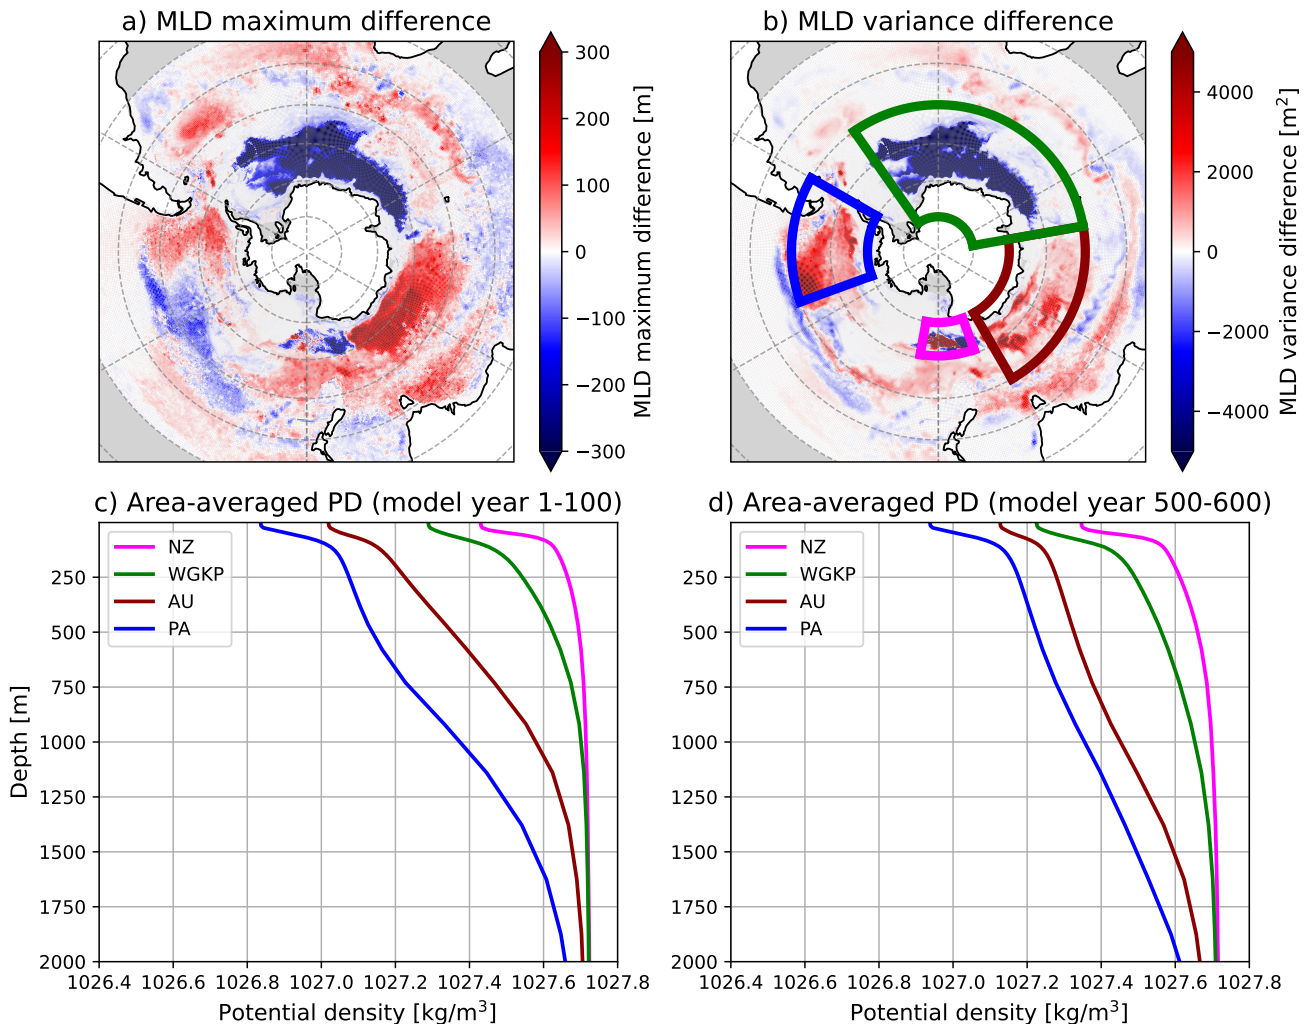 a) MLD maximum difference
300
200
100
0
−100
−200
−300
MLD maximum difference [m]
b) MLD variance difference
4000
2000
0
−2000
−4000
MLD variance difference [m²]
c) Area-averaged PD (model year 1-100)
NZ
WGKP
AU
PA
250
500
750
1000
1250
1500
1750
2000
Depth [m]
1026.4 1026.6 1026.8 1027.0 1027.2 1027.4 1027.6 1027.8
Potential density [kg/m³]
d) Area-averaged PD (model year 500-600)
NZ
WGKP
AU
PA
250
500
750
1000
1250
1500
1750
2000
1026.4 1026.6 1026.8 1027.0 1027.2 1027.4 1027.6 1027.8
Potential density [kg/m³]